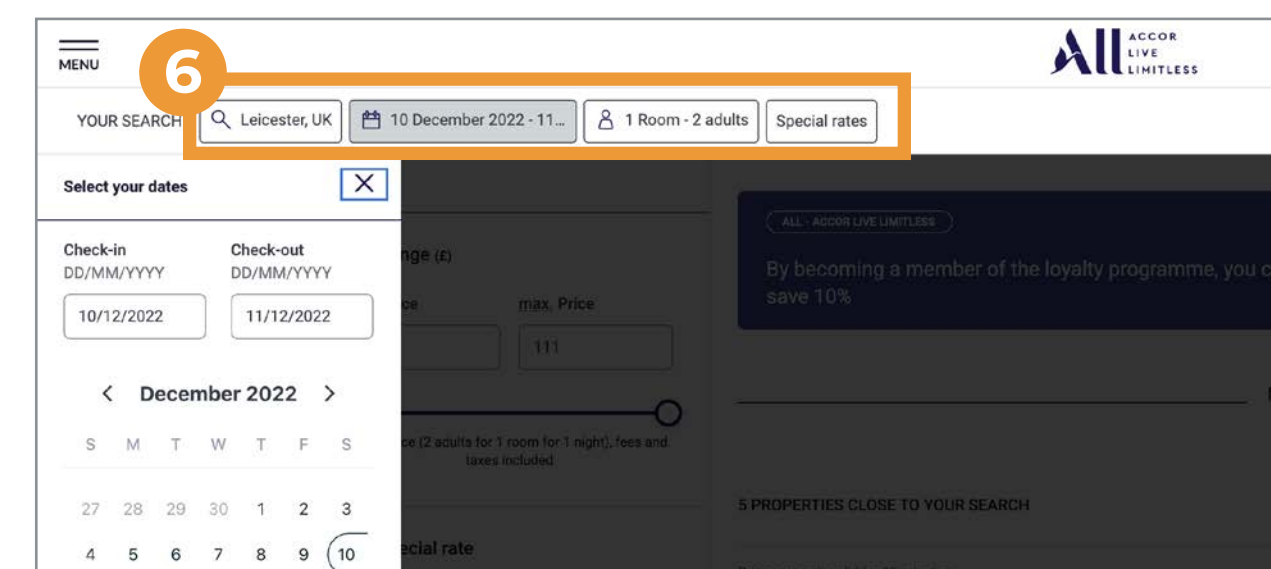 MENU
6
ALL ACCOR
LIVE
LIMITLESS
YOUR SEARCH
Leicester, UK
10 December 2022 - 11...
1 Room - 2 adults
Special rates
Select your dates
Check-in
DD/MM/YYYY
10/12/2022
Check-out
DD/MM/YYYY
11/12/2022
< December 2022 >
S M T W T F S
27 28 29 30 1 2 3
4 5 6 7 8 9 10
nge (£)
ce
max. Price
111
ce (2 adults for 1 room for 1 night), fees and
taxes included
ecial rate
ALL - ACCOR LIVE LIMITLESS
By becoming a member of the loyalty programme, you c
save 10%
5 PROPERTIES CLOSE TO YOUR SEARCH